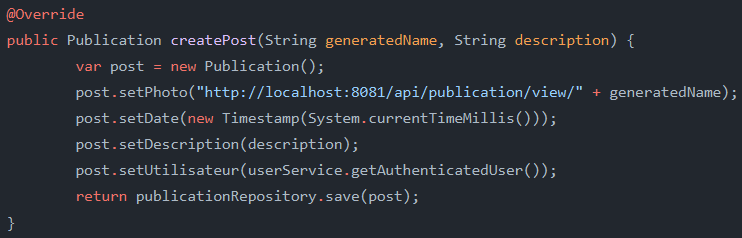 @Override
public Publication createPost(String generatedName, String description) {
        var post = new Publication();
        post.setPhoto("http://localhost:8081/api/publication/view/" + generatedName);
        post.setDate(new Timestamp(System.currentTimeMillis()));
        post.setDescription(description);
        post.setUtilisateur(userService.getAuthenticatedUser());
        return publicationRepository.save(post);
}